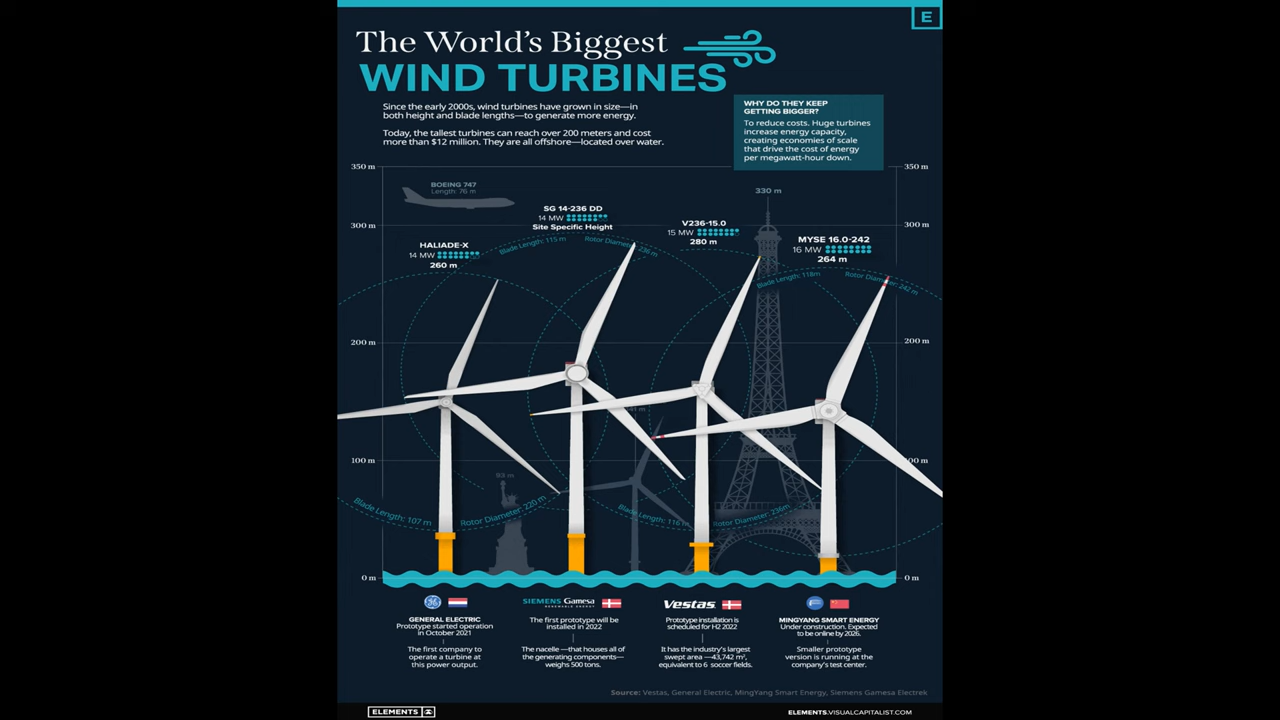 E
The World's Biggest
WIND TURBINES
Since the early 2000s, wind turbines have grown in size—in
both height and blade lengths—to generate more energy.
Today, the tallest turbines can reach over 200 meters and cost
more than $12 million. They are all offshore—located over water.
WHY DO THEY KEEP
GETTING BIGGER?
To reduce costs. Huge turbines
increase energy capacity,
creating economies of scale
that drive the cost of energy
per megawatt-hour down.
350 m
350 m
BOEING 747
Length: 76 m
330 m
SG 14-236 DD
14 MW
Site Specific Height
300 m
300 m
V236-15.0
15 MW
280 m
HALIADE-X
14 MW
260 m
MYSE 16.0-242
16 MW
264 m
Blade Length: 115 m
Rotor Diameter: 236 m
Blade Length: 118m
Rotor Diameter: 242 m
200 m
200 m
41 m
100 m
00 m
93 m
Blade Length: 107 m
Rotor Diameter: 220 m
Blade Length: 116 m
Rotor Diameter: 236m
0 m
0 m
GENERAL ELECTRIC
Prototype started operation
in October 2021
The first company to
operate a turbine at
this power output.
SIEMENS Gamesa
RENEWABLE ENERGY
The first prototype will be
installed in 2022
The nacelle —that houses all of
the generating components—
weighs 500 tons.
Vestas
Prototype installation is
scheduled for H2 2022
It has the industry's largest
swept area —43,742 m²,
equivalent to 6 soccer fields.
MINGYANG SMART ENERGY
Under construction. Expected
to be online by 2026.
Smaller prototype
version is running at the
company's test center.
Source: Vestas, General Electric, MingYang Smart Energy, Siemens Gamesa Electrek
ELEMENTS
ELEMENTS.VISUALCAPITALIST.COM